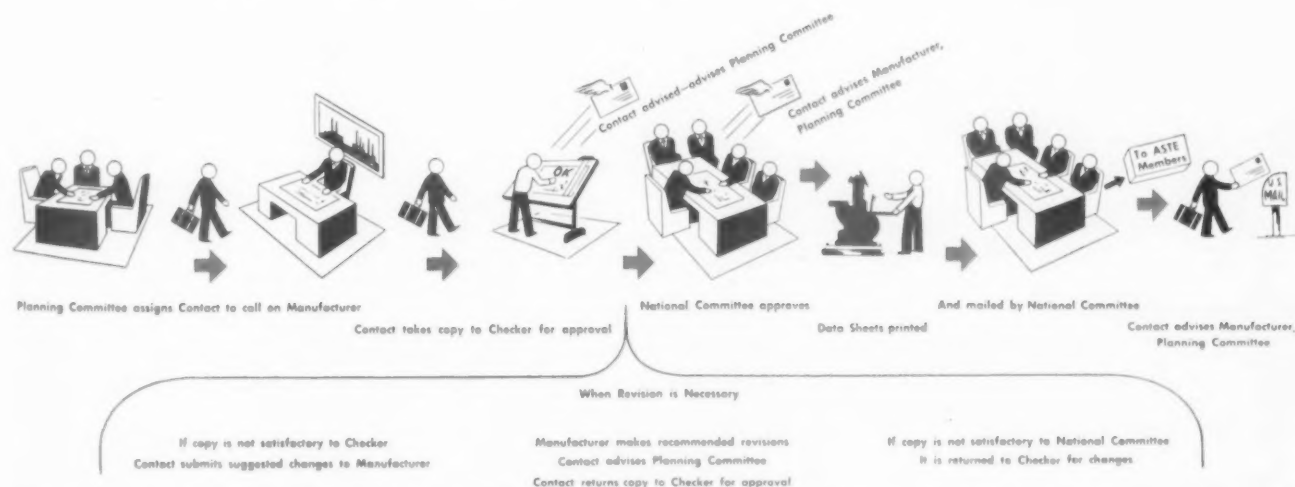 Contact advised—advises Planning Committee
Contact advises Manufacturer,
Planning Committee
OK
To ASTE
Members
U.S.
MAIL
Planning Committee assigns Contact to call on Manufacturer
Contact takes copy to Checker for approval
National Committee approves
Data Sheets printed
And mailed by National Committee
Contact advises Manufacturer,
Planning Committee
When Revision is Necessary
If copy is not satisfactory to Checker
Contact submits suggested changes to Manufacturer
Manufacturer makes recommended revisions
Contact advises Planning Committee
Contact returns copy to Checker for approval
If copy is not satisfactory to National Committee
It is returned to Checker for changes